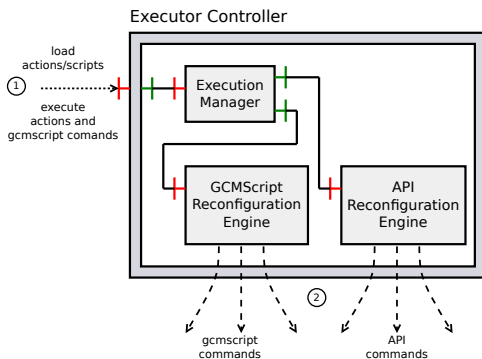 Executor Controller
load
actions/scripts
1
execute
actions and
gcmscript comands
Execution
Manager
GCMScript
Reconfiguration
Engine
API
Reconfiguration
Engine
2
gcmscript
commands
API
commands